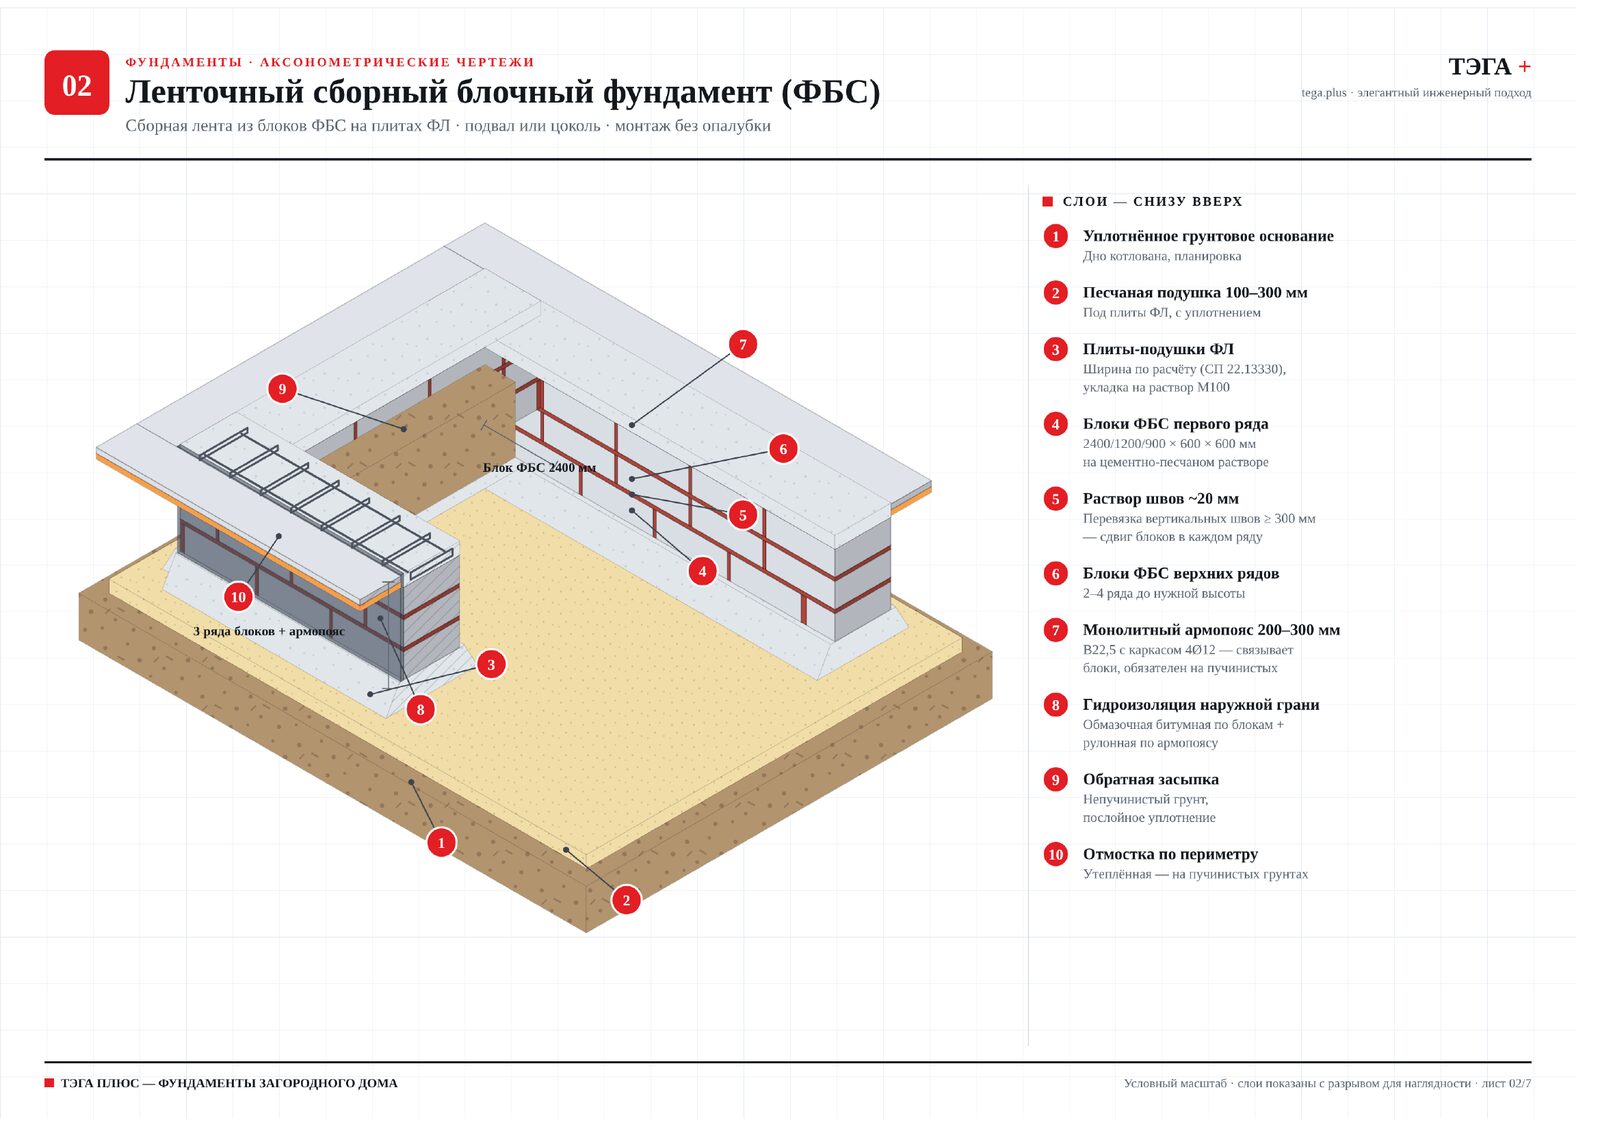 02
ФУНДАМЕНТЫ · АКСОНОМЕТРИЧЕСКИЕ ЧЕРТЕЖИ
Ленточный сборный блочный фундамент (ФБС)
Сборная лента из блоков ФБС на плитах ФЛ · подвал или цоколь · монтаж без опалубки
ТЭГА +
tega.plus · элегантный инженерный подход
7
9
6
Блок ФБС 2400 мм
5
4
10
3 ряда блоков + армопояс
3
8
1
2
СЛОИ — СНИЗУ ВВЕРХ
1 Уплотнённое грунтовое основание
Дно котлована, планировка
2 Песчаная подушка 100–300 мм
Под плиты ФЛ, с уплотнением
3 Плиты-подушки ФЛ
Ширина по расчёту (СП 22.13330),
укладка на раствор М100
4 Блоки ФБС первого ряда
2400/1200/900 × 600 × 600 мм
на цементно-песчаном растворе
5 Раствор швов ~20 мм
Перевязка вертикальных швов ≥ 300 мм
— сдвиг блоков в каждом ряду
6 Блоки ФБС верхних рядов
2–4 ряда до нужной высоты
7 Монолитный армопояс 200–300 мм
В22,5 с каркасом 4Ø12 — связывает
блоки, обязателен на пучинистых
8 Гидроизоляция наружной грани
Обмазочная битумная по блокам +
рулонная по армопоясу
9 Обратная засыпка
Непучинистый грунт,
послойное уплотнение
10 Отмостка по периметру
Утеплённая — на пучинистых грунтах
ТЭГА ПЛЮС — ФУНДАМЕНТЫ ЗАГОРОДНОГО ДОМА
Условный масштаб · слои показаны с разрывом для наглядности · лист 02/7